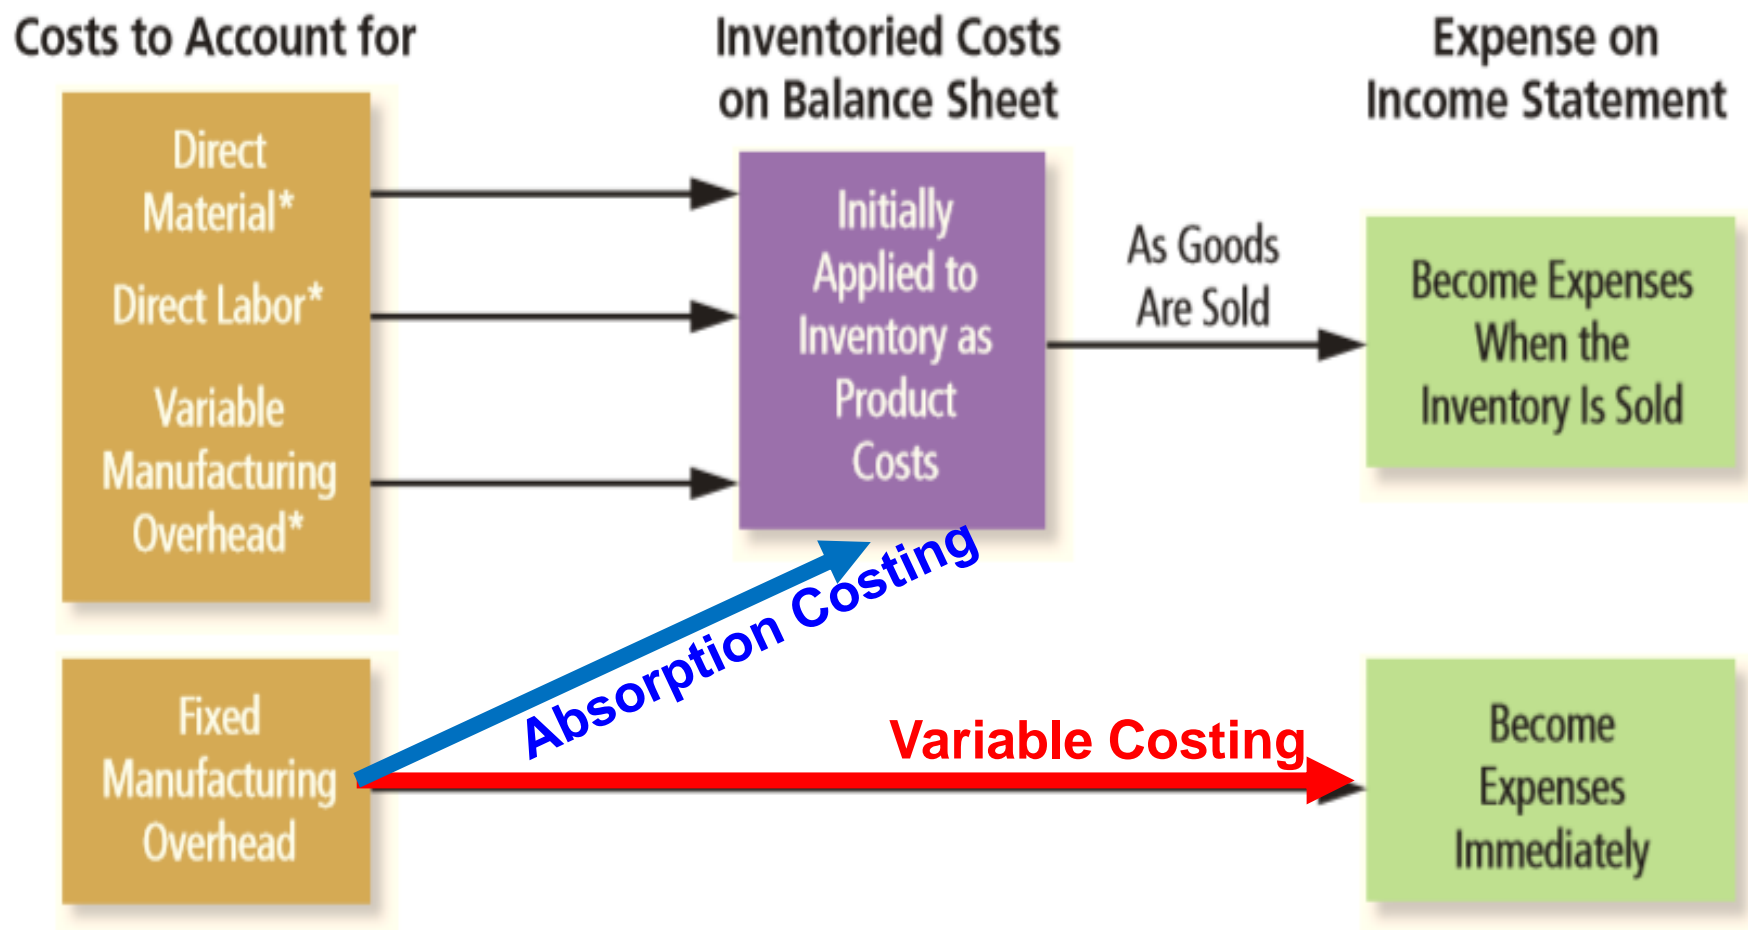 Costs to Account for
Inventoried Costs
on Balance Sheet
Expense on
Income Statement
Direct
Material*
Direct Labor*
Variable
Manufacturing
Overhead*
Initially
Applied to
Inventory as
Product
Costs
As Goods
Are Sold
Become Expenses
When the
Inventory Is Sold
Absorption Costing
Fixed
Manufacturing
Overhead
Variable Costing
Become
Expenses
Immediately